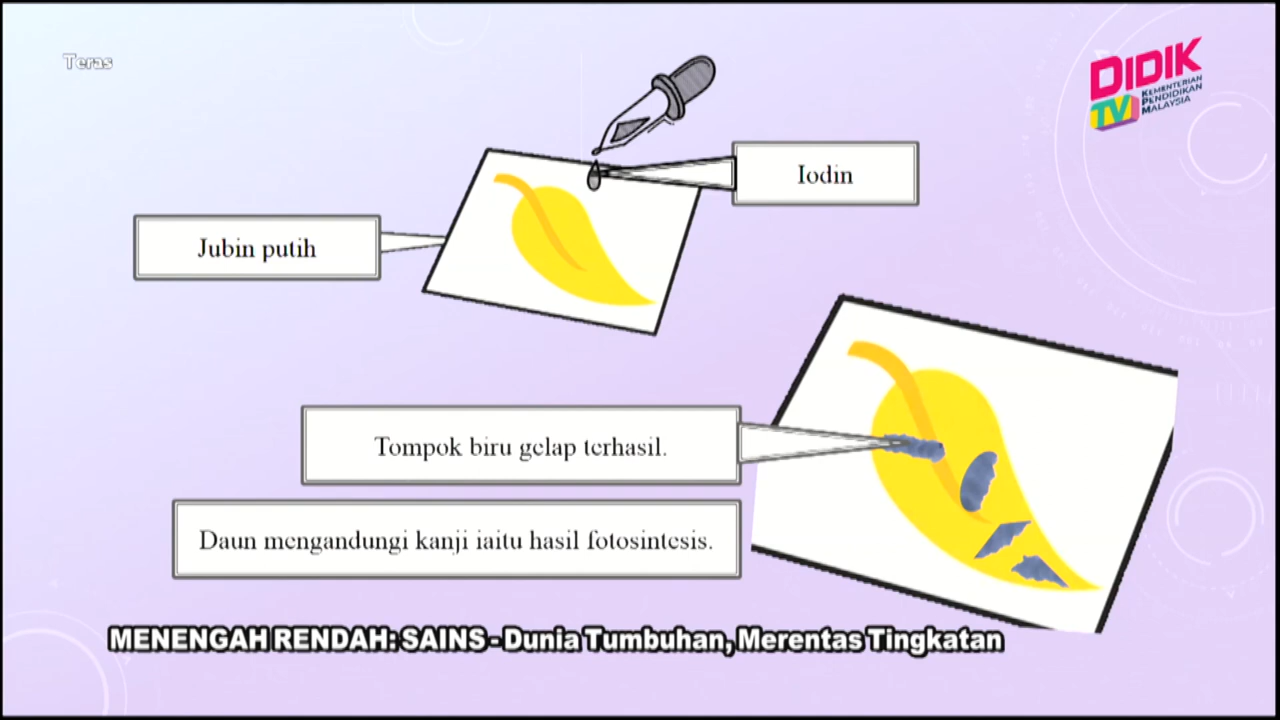 Teras
DIDIK
TV
KEMENTERIAN
PENDIDIKAN
MALAYSIA
Iodin
Jubin putih
Tompok biru gelap terhasil.
Daun mengandungi kanji iaitu hasil fotosintesis.
MENENGAH RENDAH: SAINS - Dunia Tumbuhan, Merentas Tingkatan